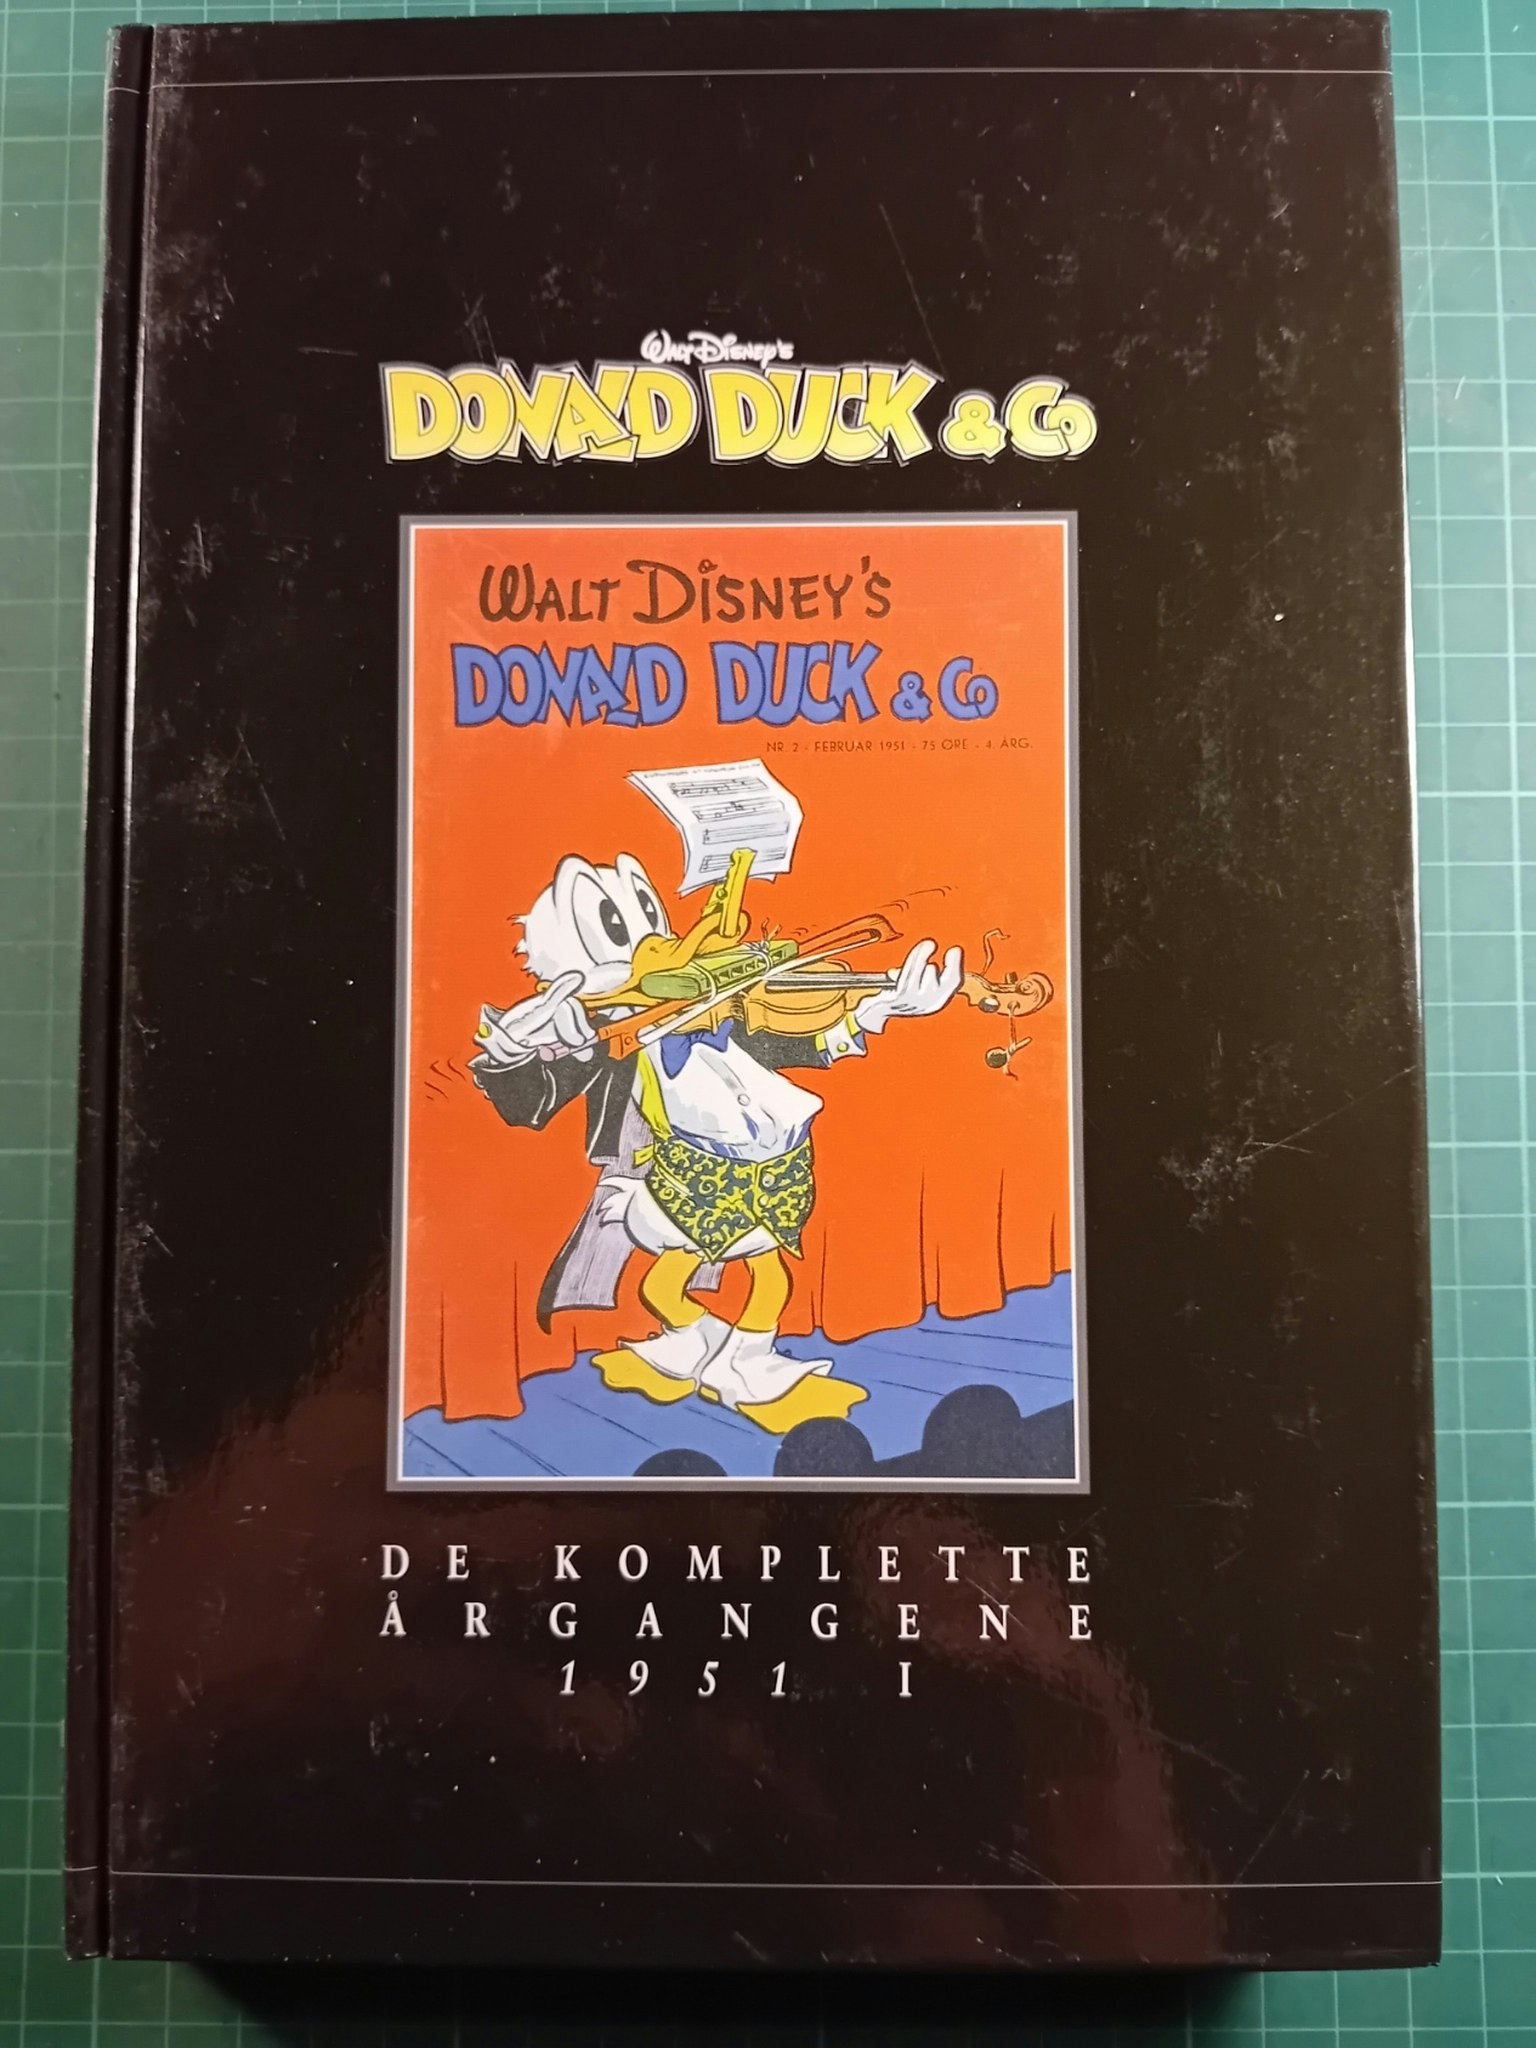 Walt Disney's
DONALD DUCK & Co
WALT DISNEY'S
DONALD DUCK & Co
NR. 2 - FEBRUAR 1951 - 75 ØRE - 4. ÅRG.
DE KOMPLETTE
ÅRGANGENE
1951 I